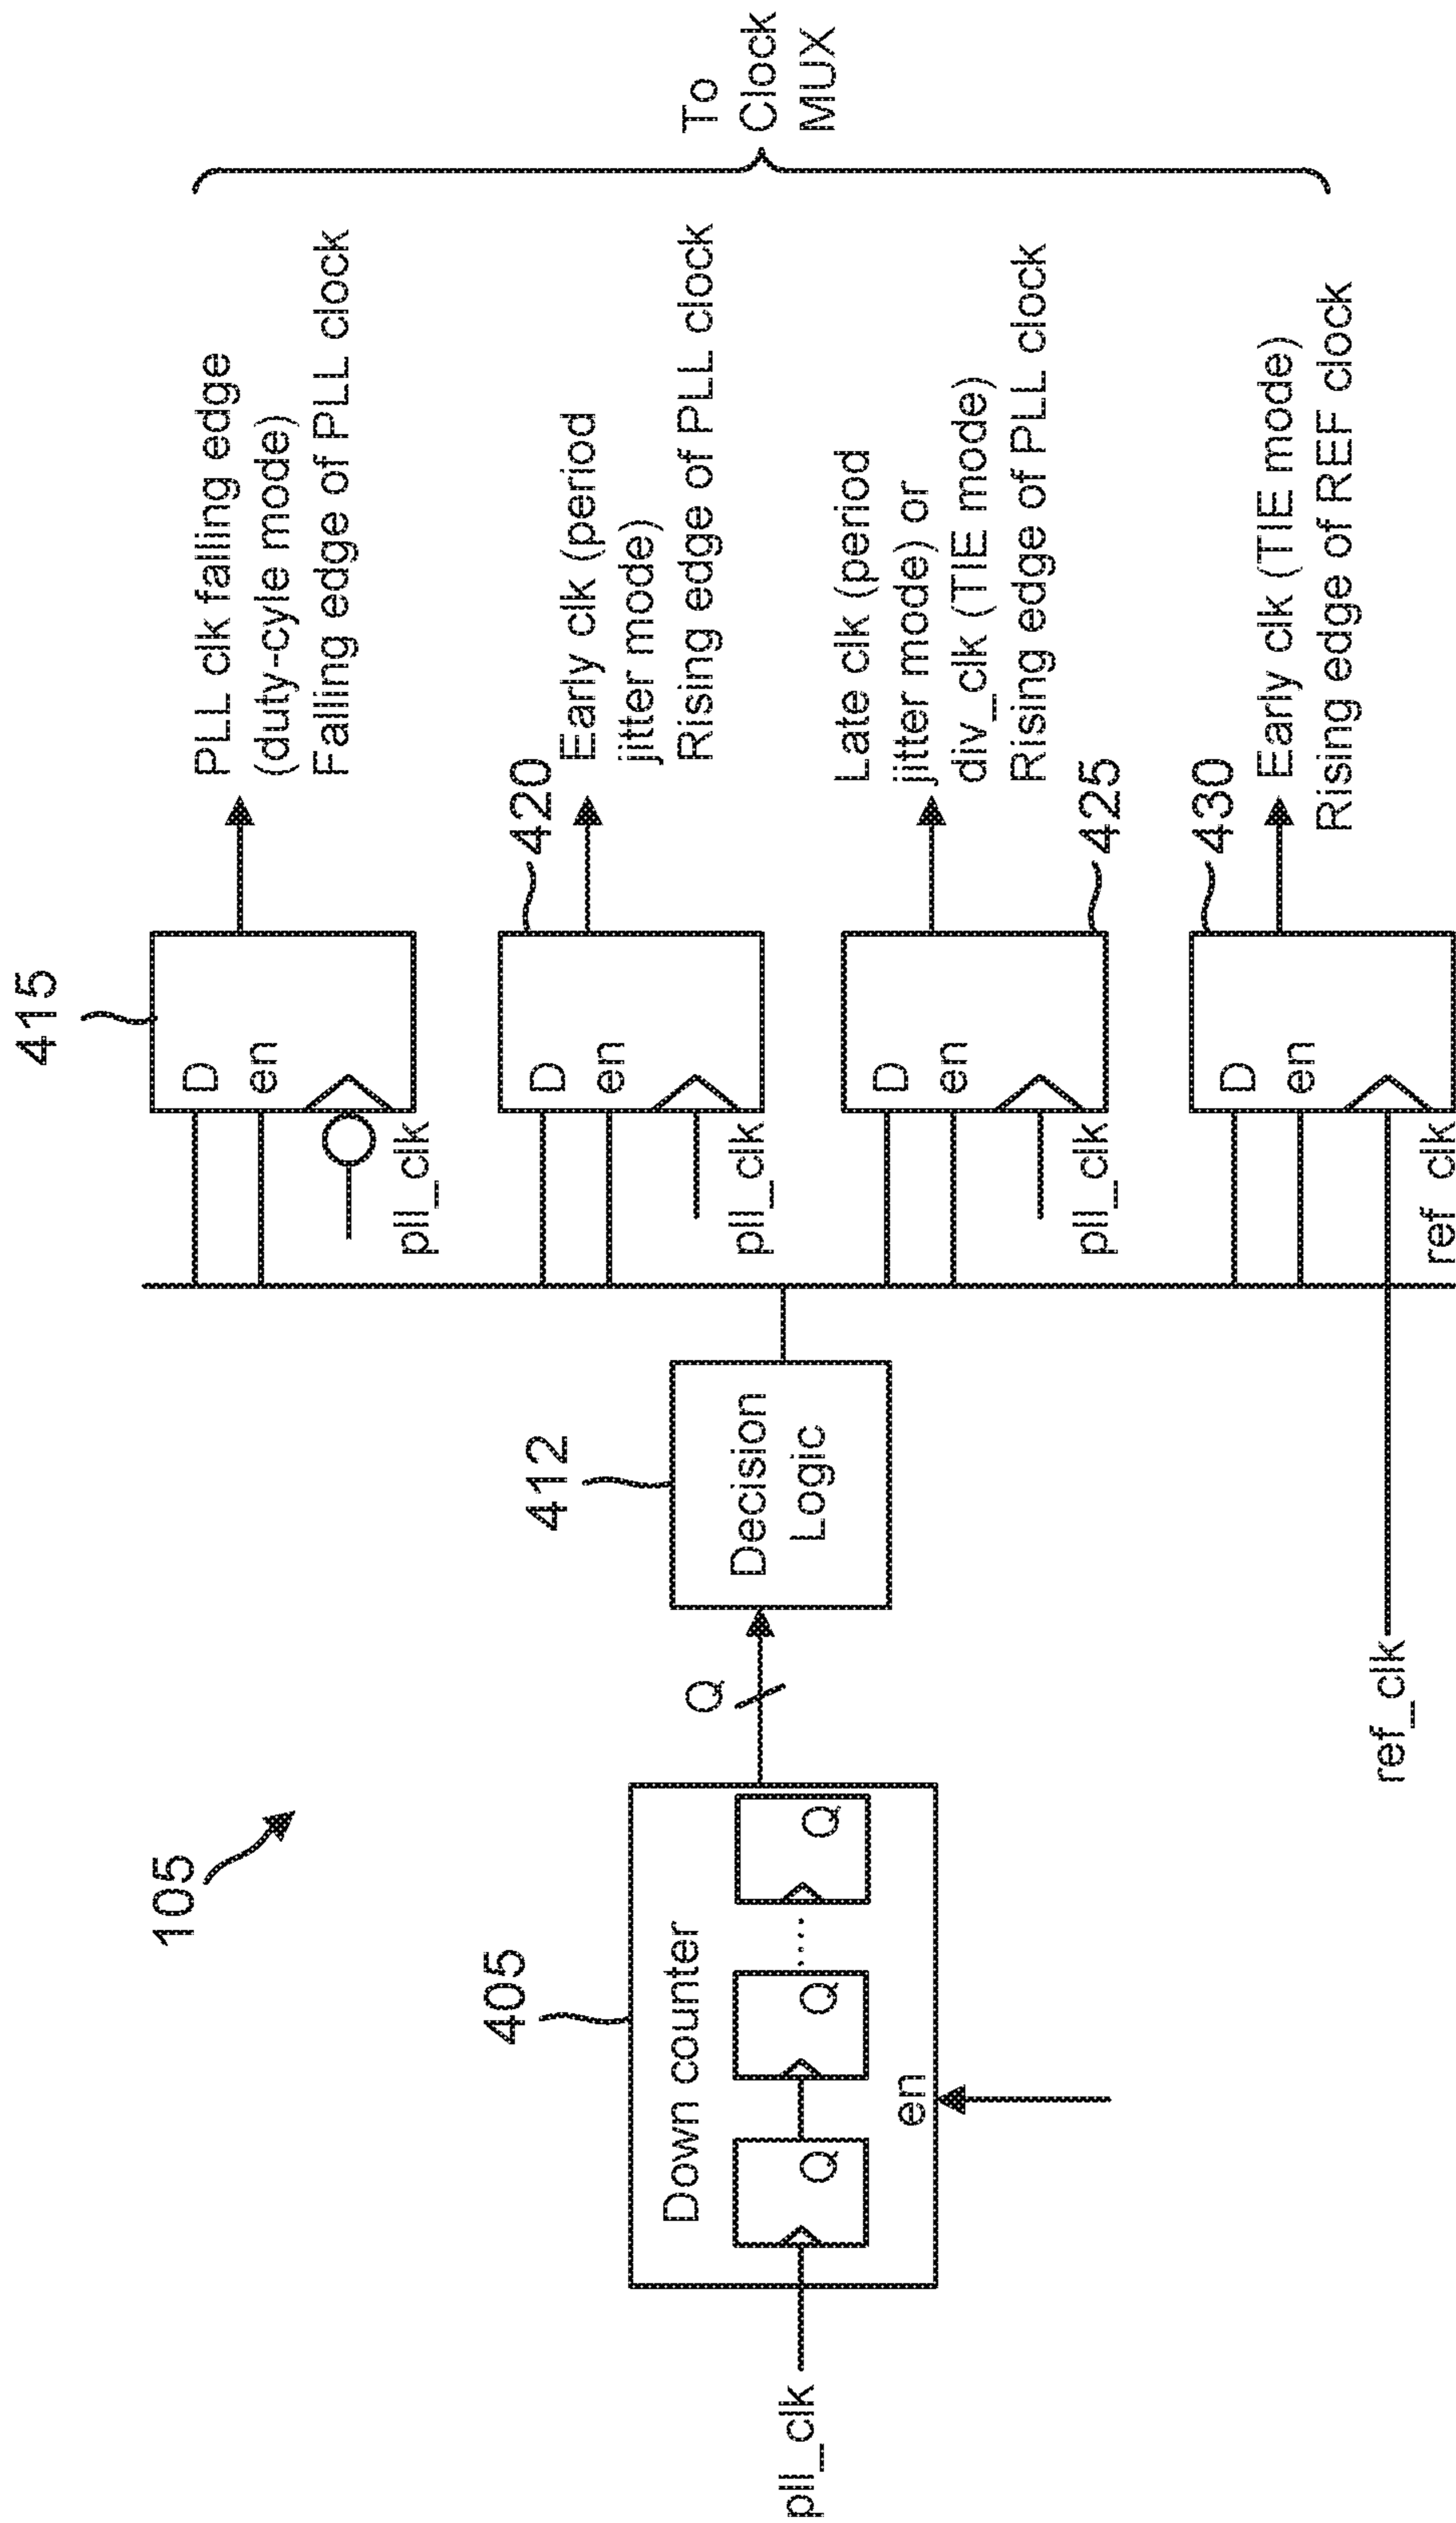 105
pll_clk
405
Down counter
Q
Q
Q
en
Q
412
Decision
Logic
ref_clk
415
D
en
pll_clk
PLL clk falling edge
(duty-cyle mode)
Falling edge of PLL clock
420
D
en
pll_clk
Early clk (period
jitter mode)
Rising edge of PLL clock
425
D
en
pll_clk
Late clk (period
jitter mode) or
div_clk (TIE mode)
Rising edge of PLL clock
430
D
en
ref_clk
Early clk (TIE mode)
Rising edge of REF clock
To
Clock
MUX